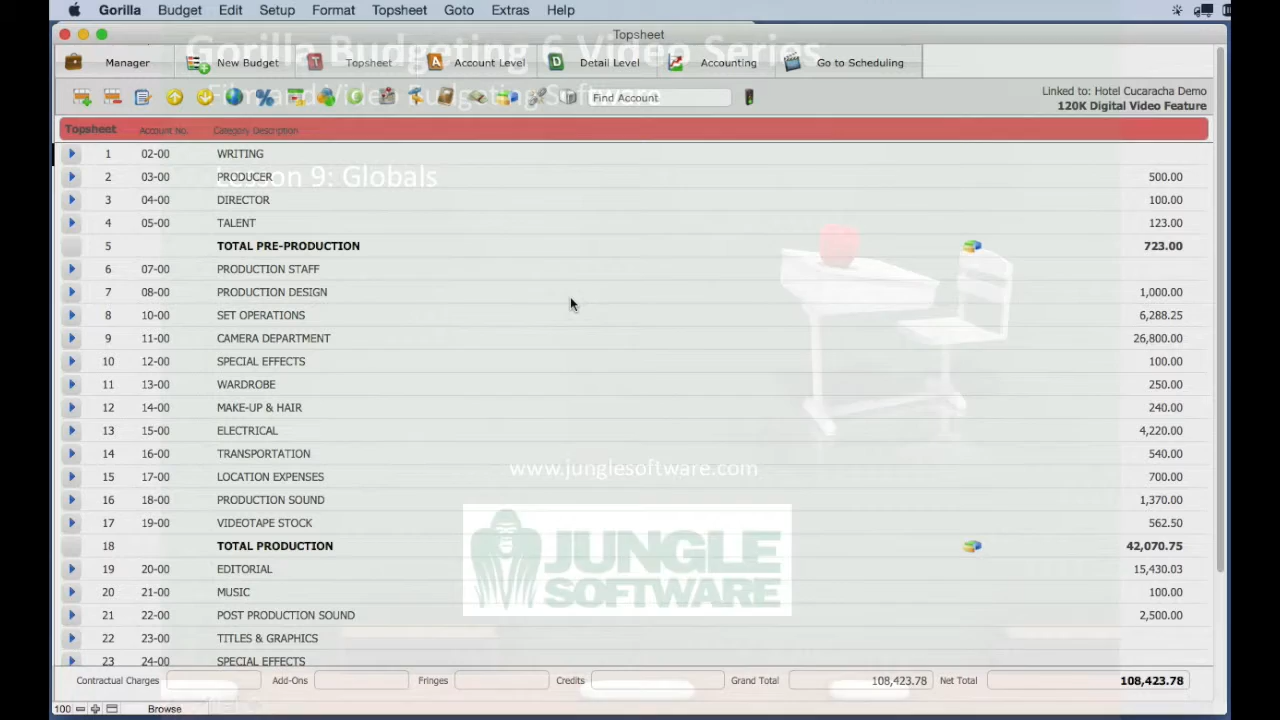 Gorilla Budget Edit Setup Format Topsheet Goto Extras Help
Topsheet
Gorilla Budgeting 6 Video Series
Manager New Budget Topsheet Account Level Detail Level Accounting Go to Scheduling
Film and Video Budgeting Software
Find Account
Linked to: Hotel Cucaracha Demo
120K Digital Video Feature
Topsheet Account No. Category Description
1 02-00 WRITING
Lesson 9: Globals
2 03-00 PRODUCER 500.00
3 04-00 DIRECTOR 100.00
4 05-00 TALENT 123.00
5 TOTAL PRE-PRODUCTION 723.00
6 07-00 PRODUCTION STAFF
7 08-00 PRODUCTION DESIGN 1,000.00
8 10-00 SET OPERATIONS 6,288.25
9 11-00 CAMERA DEPARTMENT 26,800.00
10 12-00 SPECIAL EFFECTS 100.00
11 13-00 WARDROBE 250.00
12 14-00 MAKE-UP & HAIR 240.00
13 15-00 ELECTRICAL 4,220.00
14 16-00 TRANSPORTATION 540.00
www.junglesoftware.com
15 17-00 LOCATION EXPENSES 700.00
16 18-00 PRODUCTION SOUND 1,370.00
17 19-00 VIDEOTAPE STOCK 562.50
18 TOTAL PRODUCTION 42,070.75
JUNGLE
SOFTWARE
19 20-00 EDITORIAL 15,430.03
20 21-00 MUSIC 100.00
21 22-00 POST PRODUCTION SOUND 2,500.00
22 23-00 TITLES & GRAPHICS
23 24-00 SPECIAL EFFECTS
Contractual Charges Add-Ons Fringes Credits Grand Total 108,423.78 Net Total 108,423.78
100 Browse